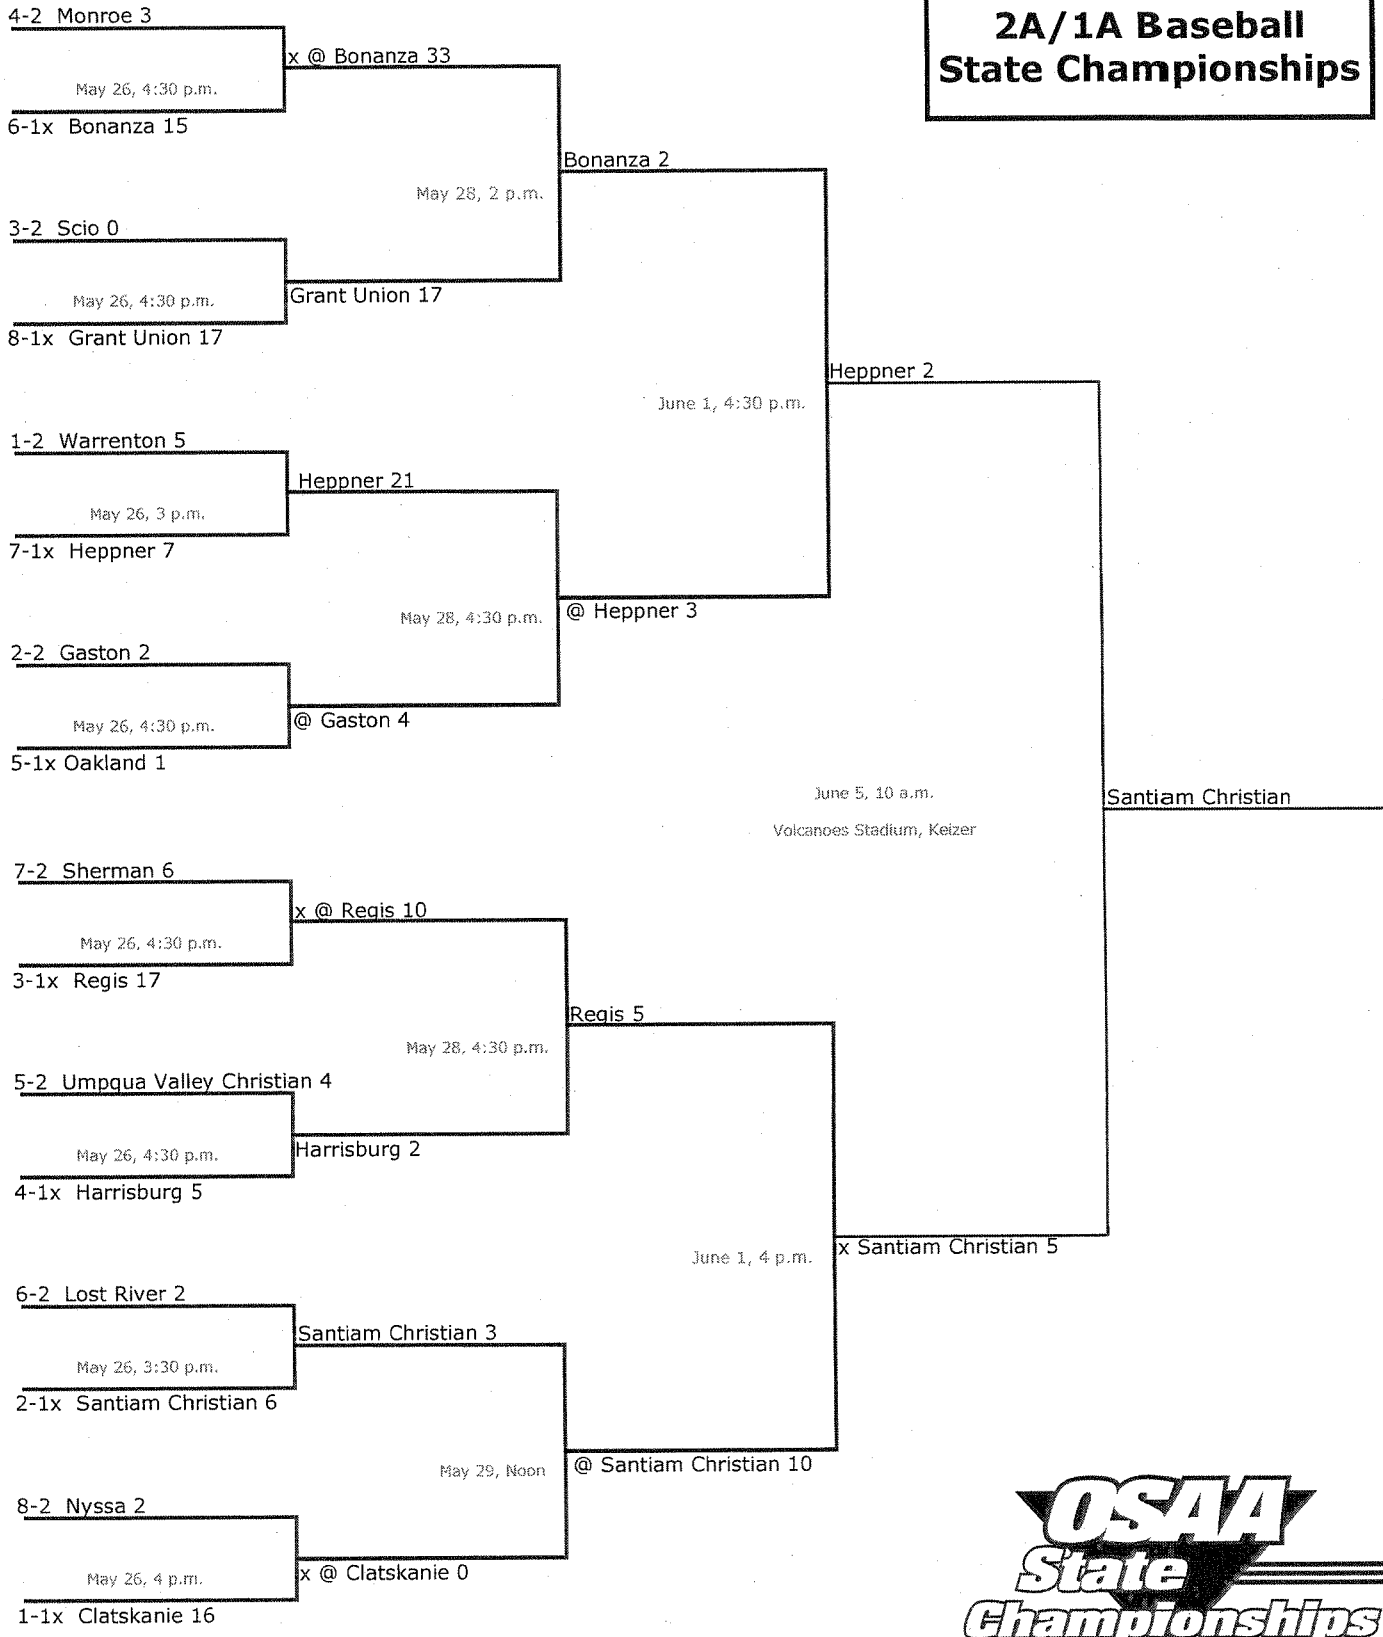 4-2 Monroe 3
2A/1A Baseball
State Championships
x @ Bonanza 33
May 26, 4:30 p.m.
6-1x Bonanza 15
Bonanza 2
May 28, 2 p.m.
3-2 Scio 0
May 26, 4:30 p.m.
Grant Union 17
8-1x Grant Union 17
Heppner 2
June 1, 4:30 p.m.
1-2 Warrenton 5
Heppner 21
May 26, 3 p.m.
7-1x Heppner 7
May 28, 4:30 p.m.
@ Heppner 3
2-2 Gaston 2
May 26, 4:30 p.m.
@ Gaston 4
5-1x Oakland 1
June 5, 10 a.m.
Santiam Christian
Volcanoes Stadium, Keizer
7-2 Sherman 6
x @ Regis 10
May 26, 4:30 p.m.
3-1x Regis 17
Regis 5
May 28, 4:30 p.m.
5-2 Umpqua Valley Christian 4
May 26, 4:30 p.m.
Harrisburg 2
4-1x Harrisburg 5
June 1, 4 p.m.
x Santiam Christian 5
6-2 Lost River 2
Santiam Christian 3
May 26, 3:30 p.m.
2-1x Santiam Christian 6
May 29, Noon
@ Santiam Christian 10
8-2 Nyssa 2
May 26, 4 p.m.
x @ Clatskanie 0
1-1x Clatskanie 16
OSAA
State
Championships